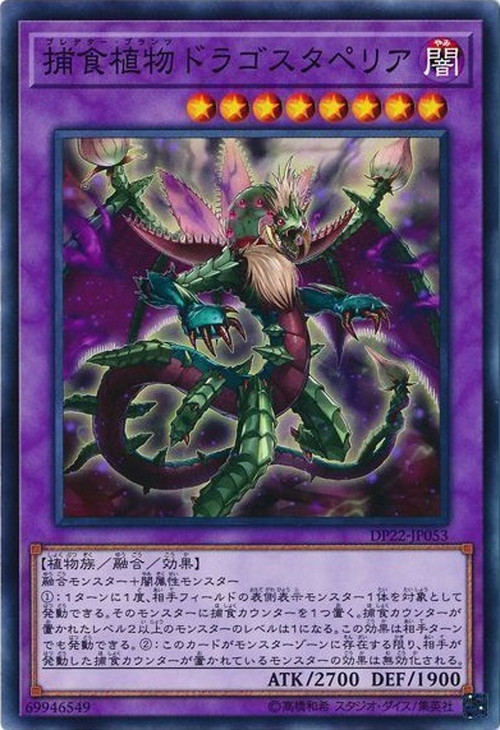 プレデター・プランツ
捕食植物ドラゴスタペリア
やみ
闇
DP22-JP053
【植物族／融合／効果】
融合モンスター＋闇属性モンスター
①：1ターンに1度、相手フィールドの表側表示モンスター1体を対象として
発動できる。そのモンスターに捕食カウンターを1つ置く。捕食カウンターが
置かれたレベル2以上のモンスターのレベルは1になる。この効果は相手ターン
でも発動できる。②：このカードがモンスターゾーンに存在する限り、相手が
発動した捕食カウンターが置かれているモンスターの効果は無効化される。
ATK/2700 DEF/1900
69946549
©高橋和希 スタジオ・ダイス/集英社